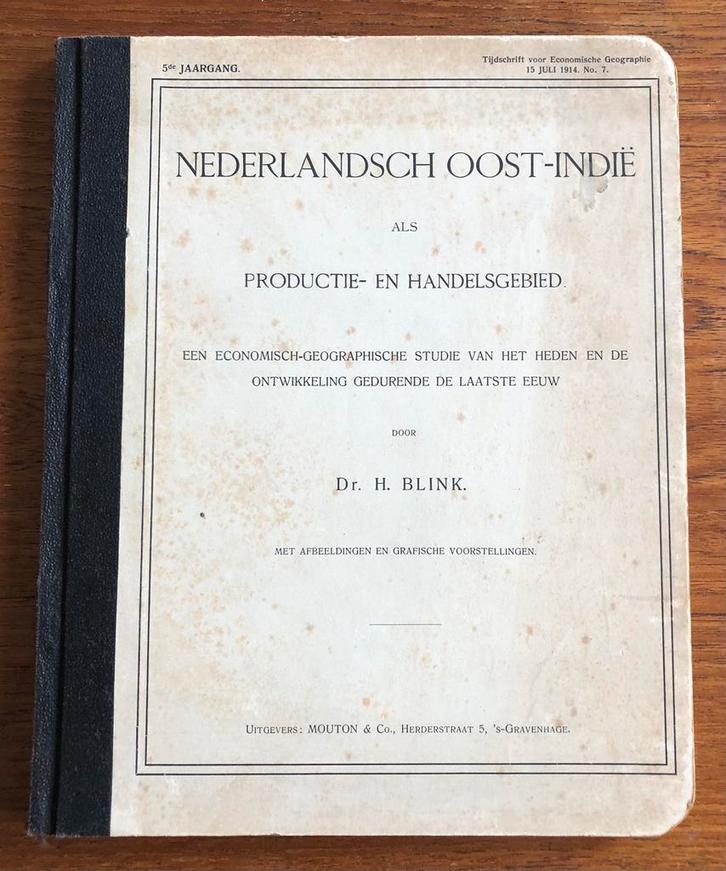 5de JAARGANG.
Tijdschrift voor Economische Geographie
15 JULI 1914. No. 7.
NEDERLANDSCH OOST-INDIË
ALS
PRODUCTIE- EN HANDELSGEBIED.
EEN ECONOMISCH-GEOGRAPHISCHE STUDIE VAN HET HEDEN EN DE
ONTWIKKELING GEDURENDE DE LAATSTE EEUW
DOOR
Dr. H. BLINK.
MET AFBEELDINGEN EN GRAFISCHE VOORSTELLINGEN.
UITGEVERS: MOUTON & Co., HERDERSTRAAT 5, 's-GRAVENHAGE.